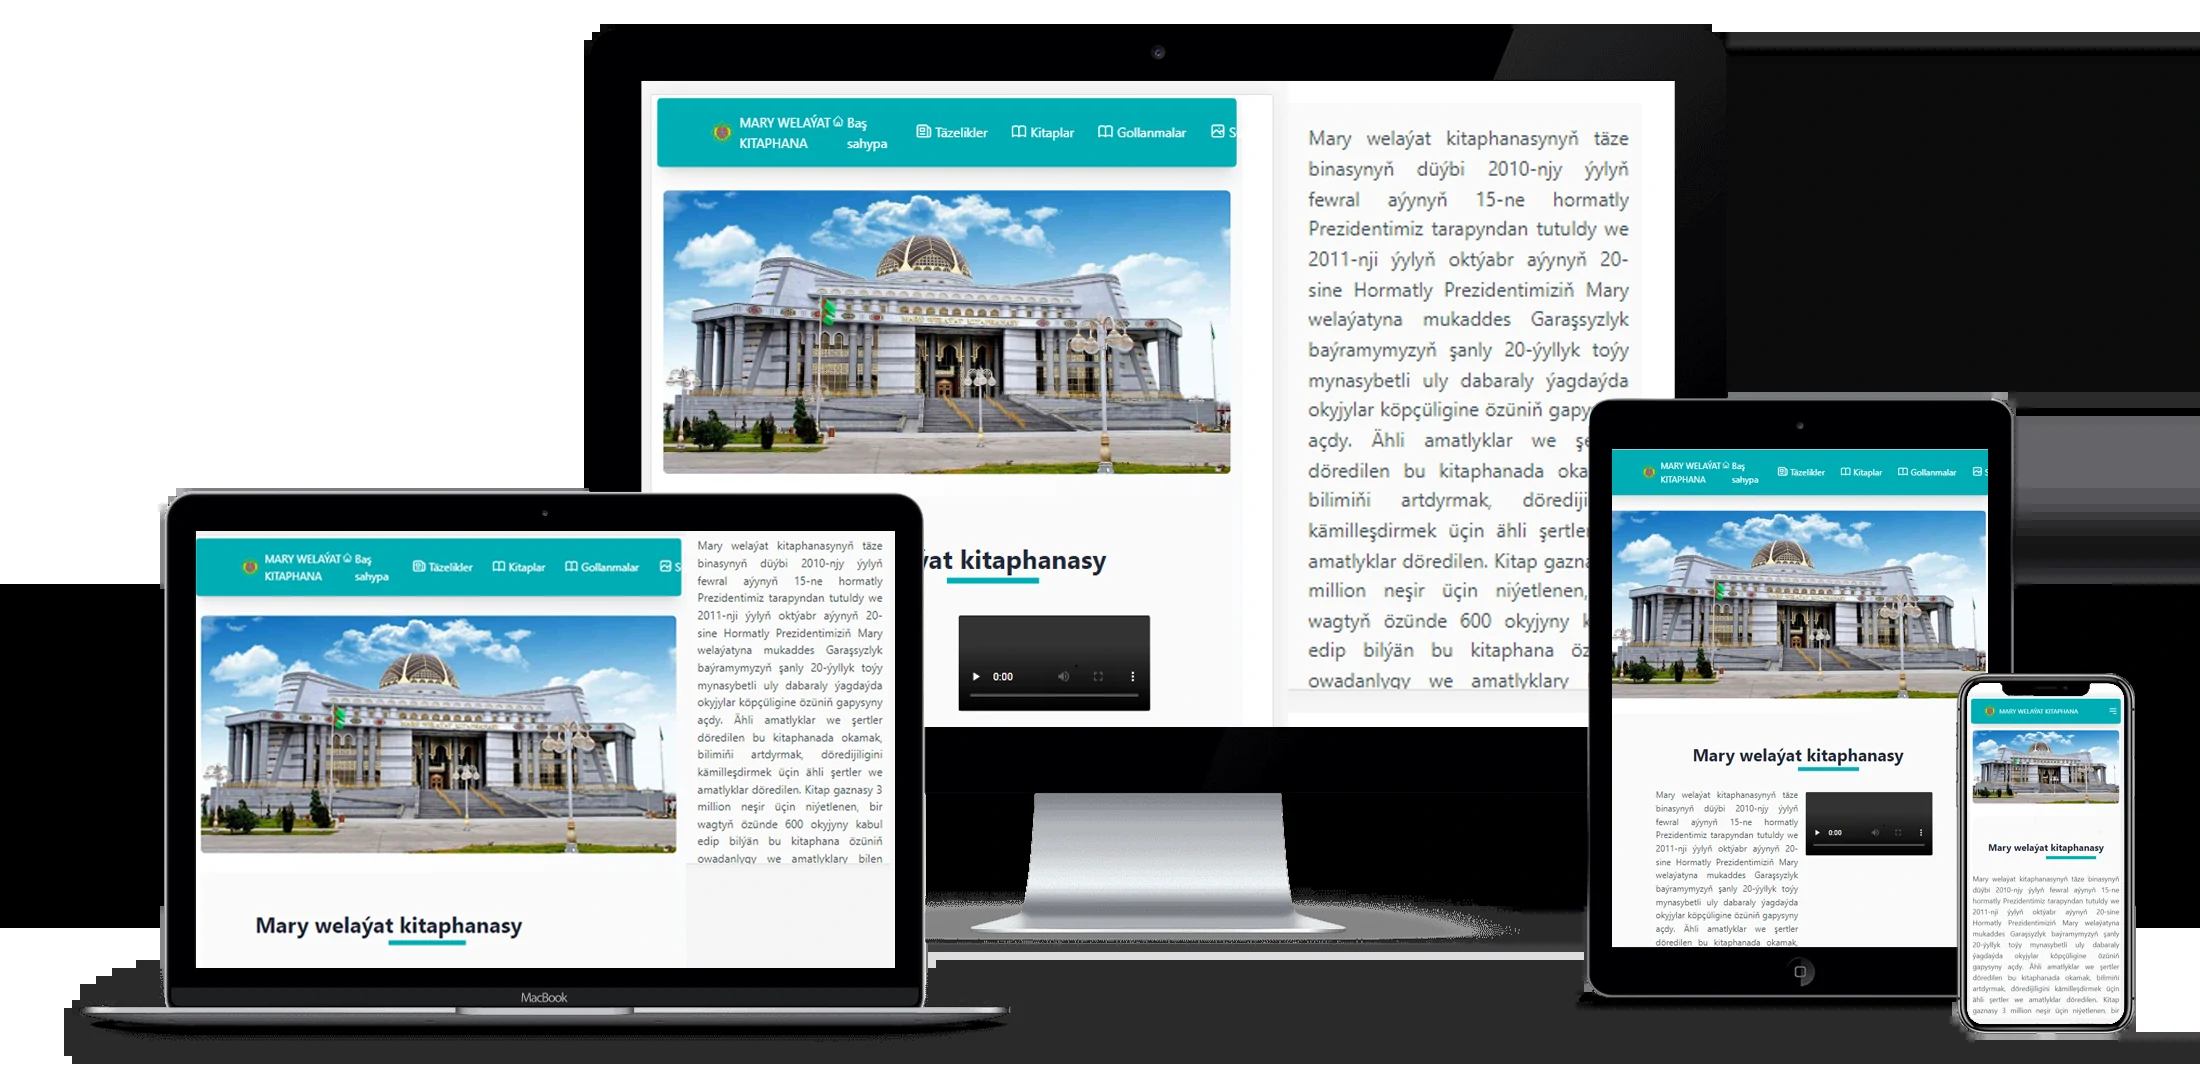 MARY WELAÝAT
KITAPHANA
Baş
sahypa
Täzelikler
Kitaplar
Gollanmalar
S
Mary welaýat kitaphanasynyň täze
binasynyň düýbi 2010-njy ýylyň
fewral aýynyň 15-ne hormatly
Prezidentimiz tarapyndan tutuldy we
2011-nji ýylyň oktýabr aýynyň 20-
sine Hormatly Prezidentimiziň Mary
welaýatyna mukaddes Garaşsyzlyk
baýramymyzyň şanly 20-ýyllyk toýy
mynasybetli uly dabaraly ýagdaýda
okyjylar köpçüligine özüniň gapy
açdy. Ähli amatlyklar we şe
döredilen bu kitaphanada oka
bilimiňi artdyrmak, dörediji
kämilleşdirmek üçin ähli şertler
amatlyklar döredilen. Kitap gazna
million neşir üçin niýetlenen,
wagtyň özünde 600 okyjyny k
edip bilýän bu kitaphana öz
owadanlygy we amatlyklary
ýat kitaphanasy
0:00
MARY WELAÝAT
KITAPHANA
Baş
sahypa
Täzelikler
Kitaplar
Gollanmalar
S
Mary welaýat kitaphanasynyň täze
binasynyň düýbi 2010-njy ýylyň
fewral aýynyň 15-ne hormatly
Prezidentimiz tarapyndan tutuldy we
2011-nji ýylyň oktýabr aýynyň 20-
sine Hormatly Prezidentimiziň Mary
welaýatyna mukaddes Garaşsyzlyk
baýramymyzyň şanly 20-ýyllyk toýy
mynasybetli uly dabaraly ýagdaýda
okyjylar köpçüligine özüniň gapysyny
açdy. Ähli amatlyklar we şertler
döredilen bu kitaphanada okamak,
bilimiňi artdyrmak, döredijiligini
kämilleşdirmek üçin ähli şertler we
amatlyklar döredilen. Kitap gaznasy 3
million neşir üçin niýetlenen, bir
wagtyň özünde 600 okyjyny kabul
edip bilýän bu kitaphana özüniň
owadanlygy we amatlyklary bilen
Mary welaýat kitaphanasy
MacBook
MARY WELAÝAT
KITAPHANA
Baş
sahypa
Täzelikler
Kitaplar
Gollanmalar
S
Mary welaýat kitaphanasy
Mary welaýat kitaphanasynyň täze
binasynyň düýbi 2010-njy ýylyň
fewral aýynyň 15-ne hormatly
Prezidentimiz tarapyndan tutuldy we
2011-nji ýylyň oktýabr aýynyň 20-
sine Hormatly Prezidentimiziň Mary
welaýatyna mukaddes Garaşsyzlyk
baýramymyzyň şanly 20-ýyllyk toýy
mynasybetli uly dabaraly ýagdaýda
okyjylar köpçüligine özüniň gapysyny
açdy. Ähli amatlyklar we şertler
döredilen bu kitaphanada okamak,
0:00
MARY WELAÝAT KITAPHANA
Mary welaýat kitaphanasy
Mary welaýat kitaphanasynyň täze binasynyň
düýbi 2010-njy ýylyň fewral aýynyň 15-ne
hormatly Prezidentimiz tarapyndan tutuldy we
2011-nji ýylyň oktýabr aýynyň 20-sine
Hormatly Prezidentimiziň Mary welaýatyna
mukaddes Garaşsyzlyk baýramymyzyň şanly
20-ýyllyk toýy mynasybetli uly dabaraly
ýagdaýda okyjylar köpçüligine özüniň
gapysyny açdy. Ähli amatlyklar we şertler
döredilen bu kitaphanada okamak, bilimiňi
artdyrmak, döredijiligini kämilleşdirmek üçin
ähli şertler we amatlyklar döredilen. Kitap
gaznasy 3 million neşir üçin niýetlenen, bir